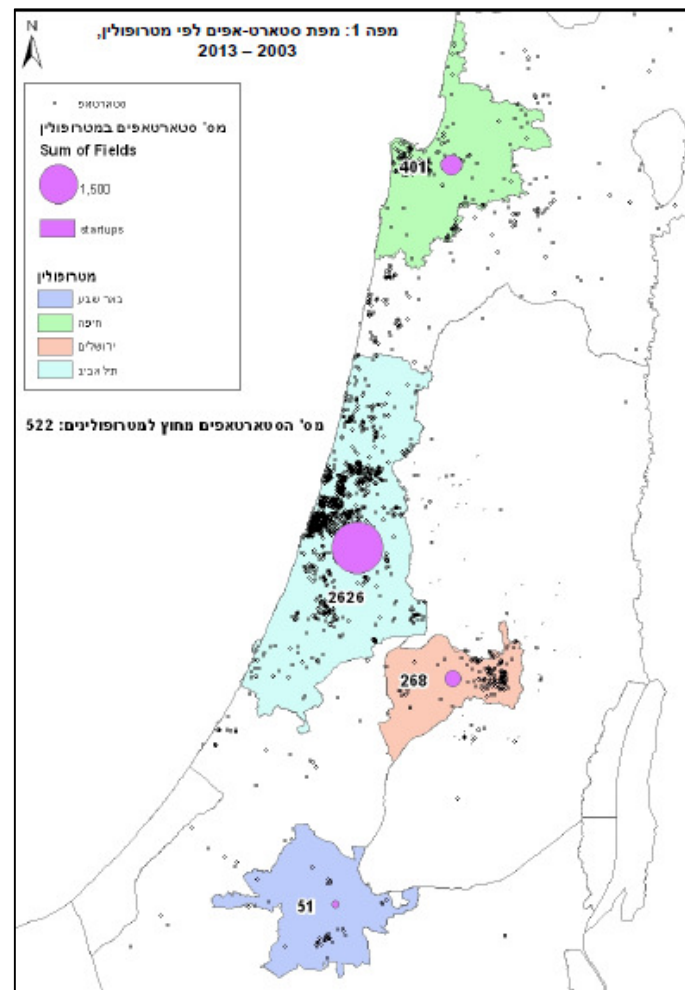 מפה 1: מפת סטארט-אפים לפי מטרופולין,
2013 – 2003
N
סטארטאפ
מס' סטארטאפים במטרופולין
Sum of Fields
1,500
startups
מטרופולין
באר שבע
חיפה
ירושלים
תל אביב
מס' הסטארטאפים מחוץ למטרופולינים: 522
401
2626
268
51